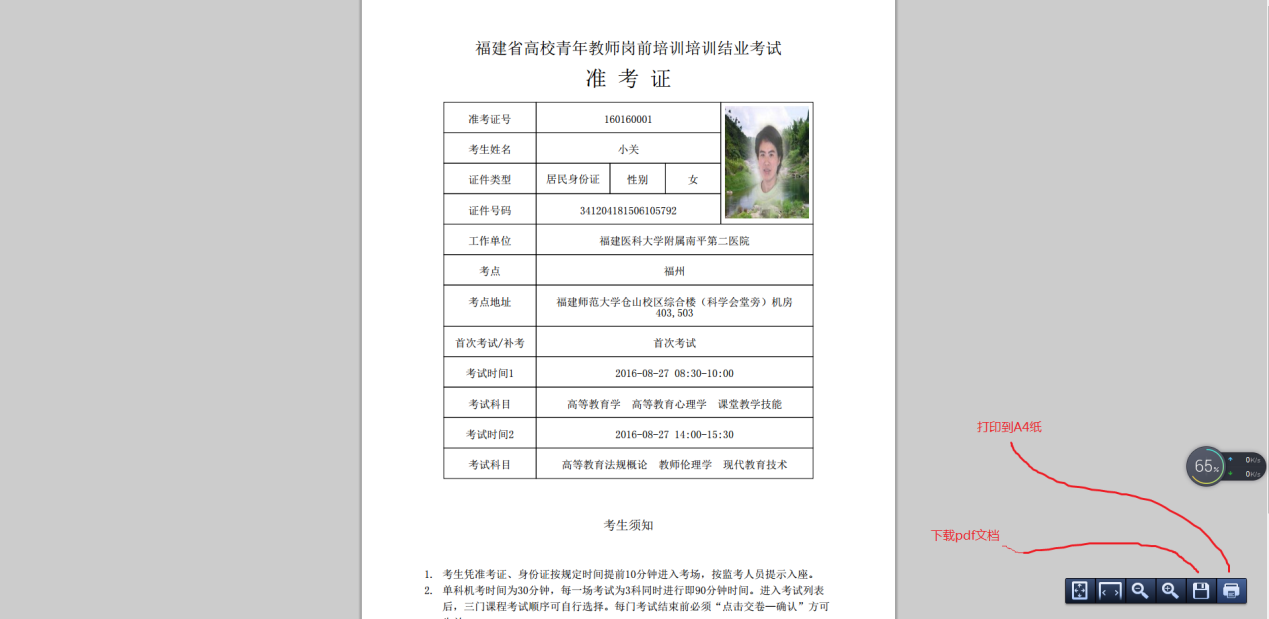 福建省高校青年教师岗前培训培训结业考试
准 考 证
准考证号 160160001
考生姓名 小关
证件类型 居民身份证 性别 女
证件号码 341204181506105792
工作单位 福建医科大学附属南平第二医院
考点 福州
考点地址 福建师范大学仓山校区综合楼（科学会堂旁）机房
403,503
首次考试/补考 首次考试
考试时间1 2016-08-27 08:30-10:00
考试科目 高等教育学 高等教育心理学 课堂教学技能
考试时间2 2016-08-27 14:00-15:30
考试科目 高等教育法规概论 教师伦理学 现代教育技术
打印到A4纸
65%
0K/s
0K/s
下载pdf文档
考生须知
1. 考生凭准考证、身份证按规定时间提前10分钟进入考场，按监考人员提示入座。
2. 单科机考时间为30分钟，每一场考试为3科同时进行即90分钟时间。进入考试列表
后，三门课程考试顺序可自行选择。每门考试结束前必须“点击交卷—确认”方可